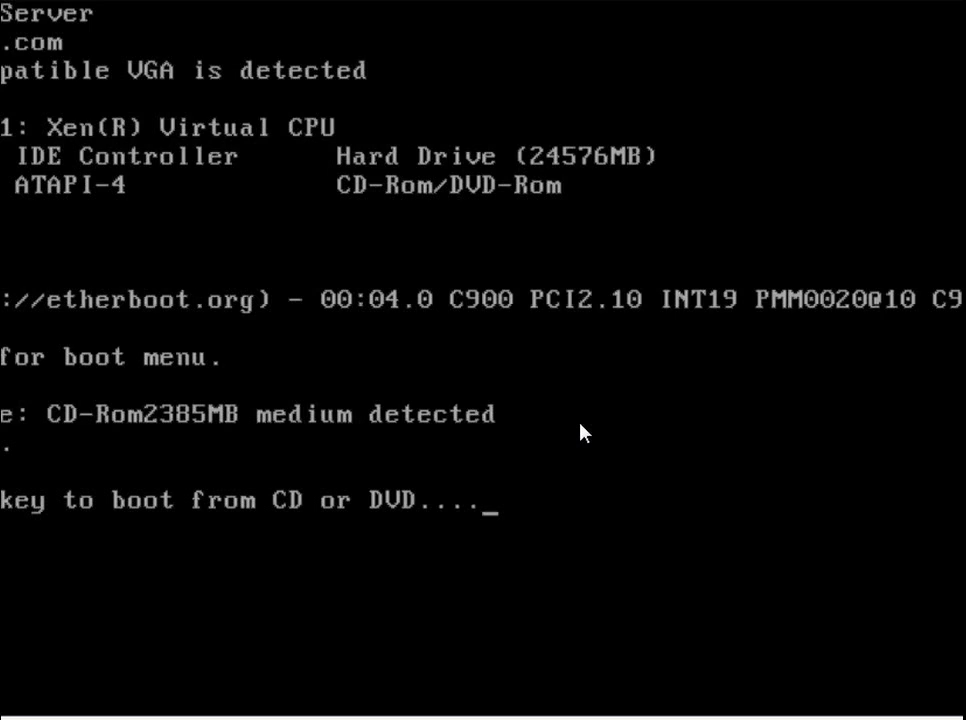 Server
.com
patible VGA is detected
1: Xen(R) Virtual CPU
IDE Controller Hard Drive (24576MB)
ATAPI-4 CD-Rom/DVD-Rom
://etherboot.org) - 00:04.0 C900 PCI2.10 INT19 PMM0020@10 C9
for boot menu.
e: CD-Rom2385MB medium detected
.
key to boot from CD or DVD...._